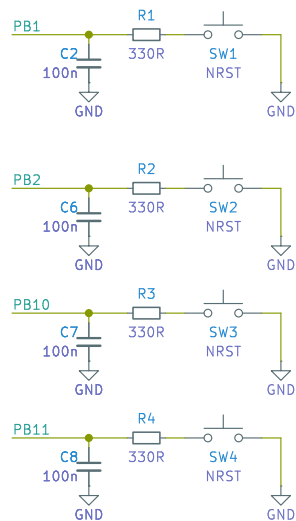 R1
PB1
C2 330R SW1
100n NRST
GND GND
R2
PB2
C6 330R SW2
100n NRST
GND GND
R3
PB10
C7 330R SW3
100n NRST
GND GND
R4
PB11
C8 330R SW4
100n NRST
GND GND